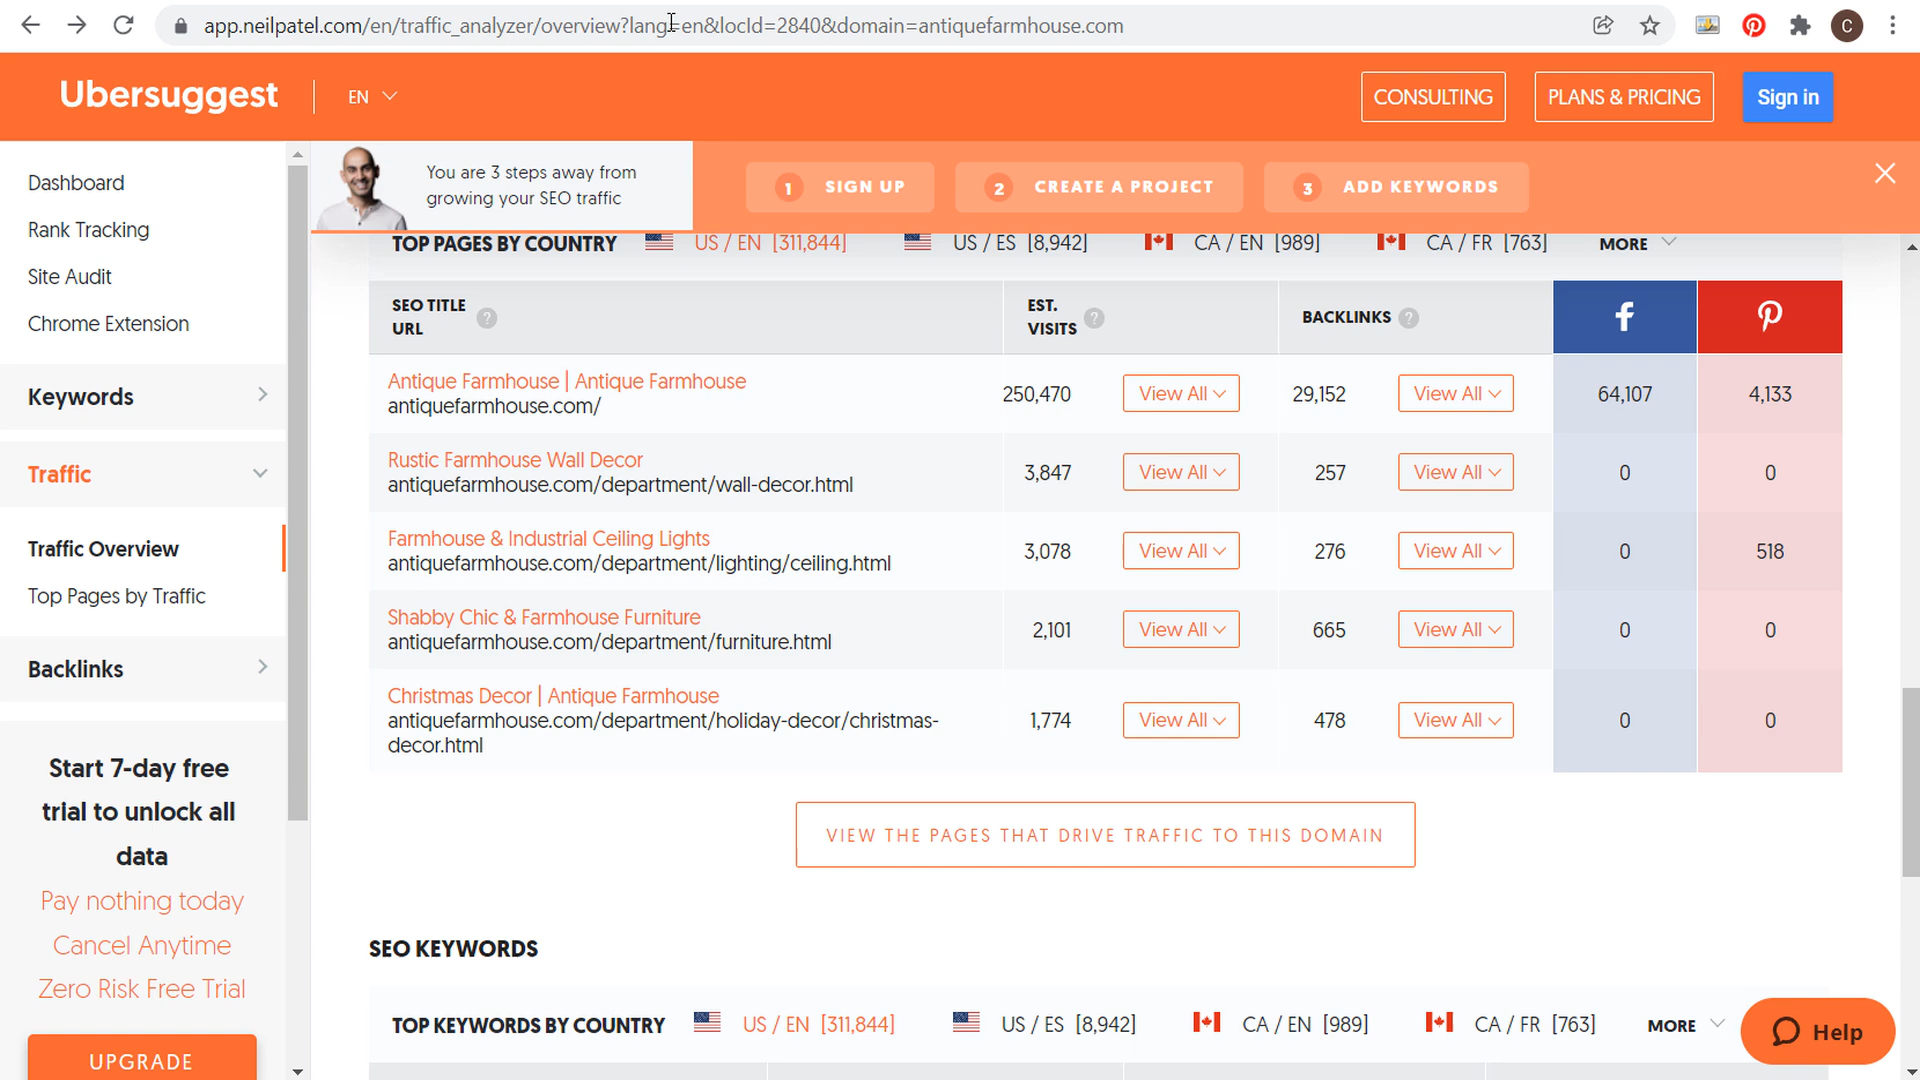 app.neilpatel.com/en/traffic_analyzer/overview?lang=en&locId=2840&domain=antiquefarmhouse.com
C
Ubersuggest
EN
CONSULTING
PLANS & PRICING
Sign in
You are 3 steps away from
growing your SEO traffic
1 SIGN UP
2 CREATE A PROJECT
3 ADD KEYWORDS
Dashboard
Rank Tracking
Site Audit
Chrome Extension
Keywords
Traffic
Traffic Overview
Top Pages by Traffic
Backlinks
Start 7-day free
trial to unlock all
data
Pay nothing today
Cancel Anytime
Zero Risk Free Trial
UPGRADE
TOP PAGES BY COUNTRY US / EN [311,844] US / ES [8,942] CA / EN [989] CA / FR [763] MORE
SEO TITLE
URL ?
EST.
VISITS ?
BACKLINKS ?
Antique Farmhouse | Antique Farmhouse
antiquefarmhouse.com/
250,470 View All 29,152 View All 64,107 4,133
Rustic Farmhouse Wall Decor
antiquefarmhouse.com/department/wall-decor.html
3,847 View All 257 View All 0 0
Farmhouse & Industrial Ceiling Lights
antiquefarmhouse.com/department/lighting/ceiling.html
3,078 View All 276 View All 0 518
Shabby Chic & Farmhouse Furniture
antiquefarmhouse.com/department/furniture.html
2,101 View All 665 View All 0 0
Christmas Decor | Antique Farmhouse
antiquefarmhouse.com/department/holiday-decor/christmas-
decor.html
1,774 View All 478 View All 0 0
VIEW THE PAGES THAT DRIVE TRAFFIC TO THIS DOMAIN
SEO KEYWORDS
TOP KEYWORDS BY COUNTRY US / EN [311,844] US / ES [8,942] CA / EN [989] CA / FR [763] MORE
Help